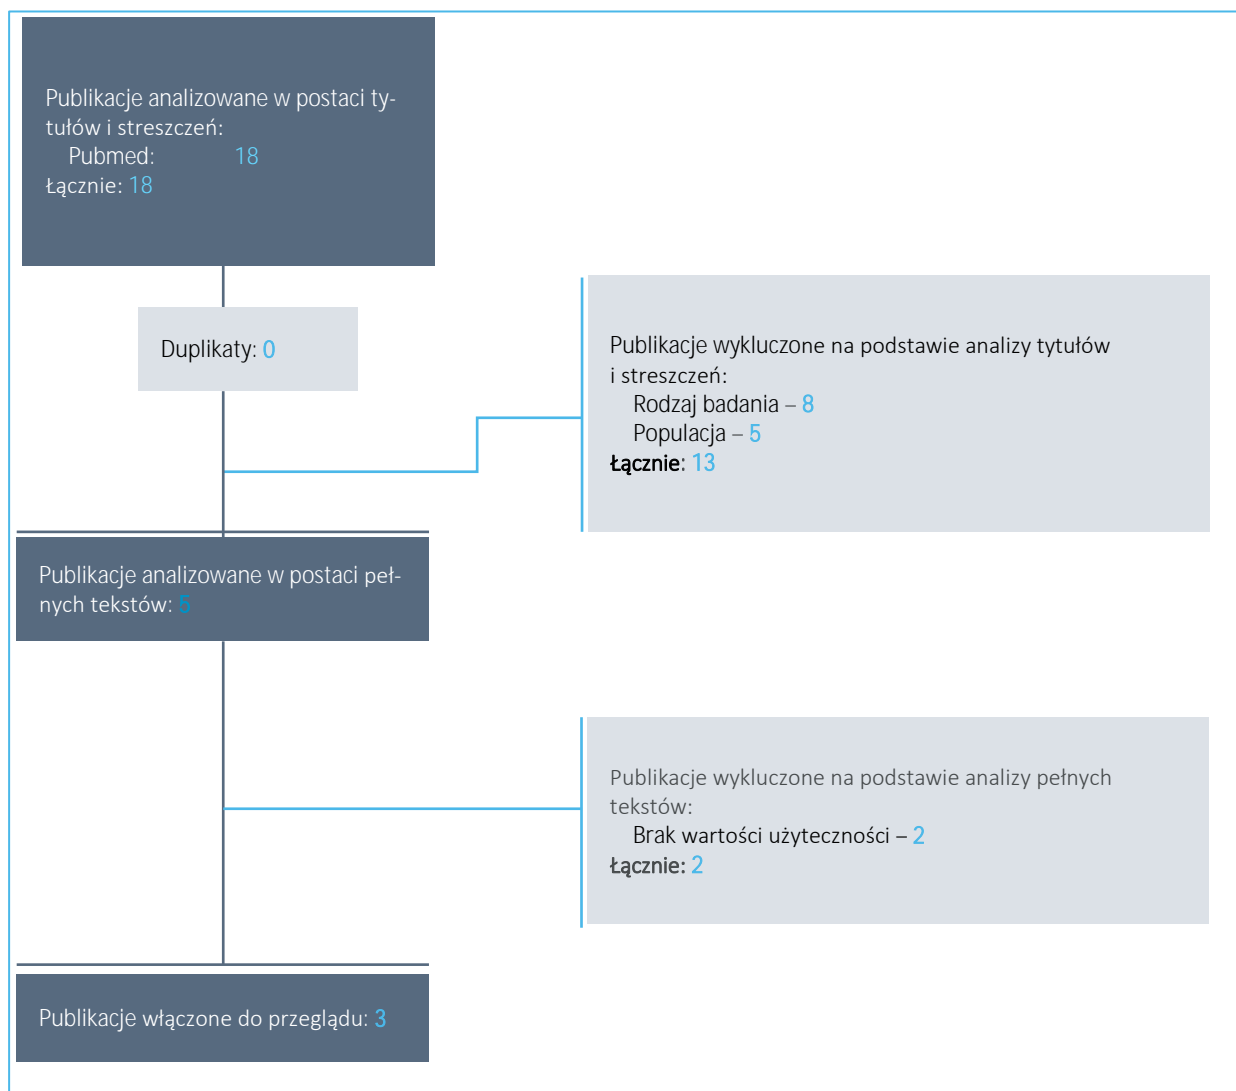 Publikacje analizowane w postaci ty-
tułów i streszczeń:
Pubmed: 18
Łącznie: 18
Duplikaty: 0
Publikacje wykluczone na podstawie analizy tytułów
i streszczeń:
Rodzaj badania – 8
Populacja – 5
Łącznie: 13
Publikacje analizowane w postaci peł-
nych tekstów: 5
Publikacje wykluczone na podstawie analizy pełnych
tekstów:
Brak wartości użyteczności – 2
Łącznie: 2
Publikacje włączone do przeglądu: 3